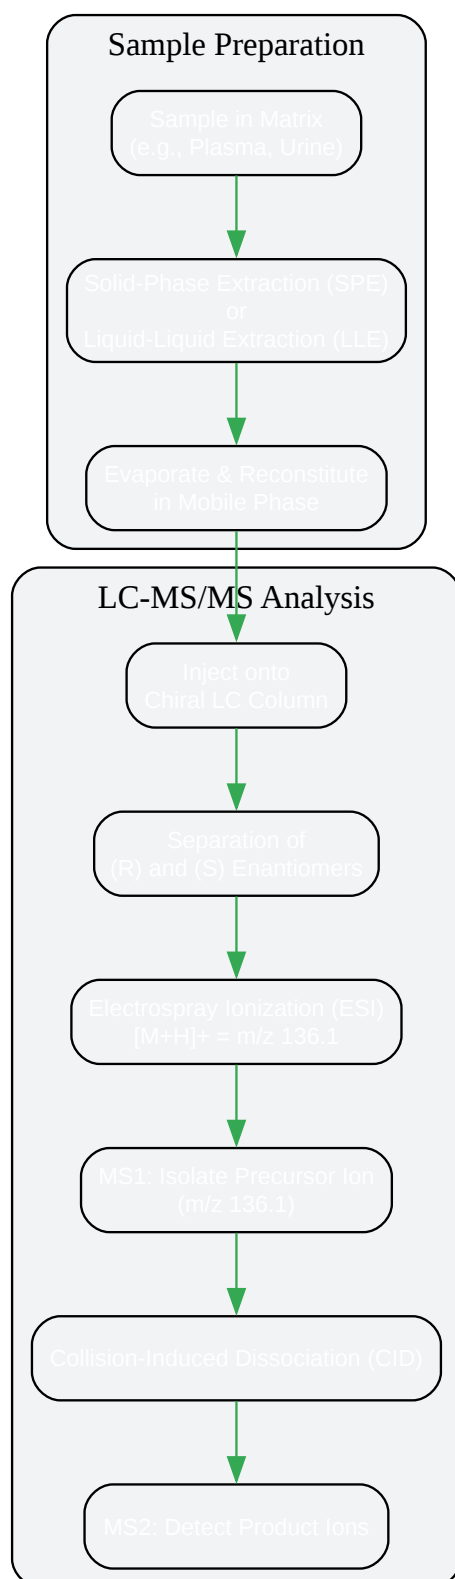 Sample Preparation
Sample in Matrix
(e.g., Plasma, Urine)
Solid-Phase Extraction (SPE)
or
Liquid-Liquid Extraction (LLE)
Evaporate & Reconstitute
in Mobile Phase
LC-MS/MS Analysis
Inject onto
Chiral LC Column
Separation of
(R) and (S) Enantiomers
Electrospray Ionization (ESI)
[M+H]+ = m/z 136.1
MS1: Isolate Precursor Ion
(m/z 136.1)
Collision-Induced Dissociation (CID)
MS2: Detect Product Ions